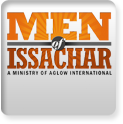 MEN
of
ISSACHAR
A MINISTRY OF AGLOW INTERNATIONAL